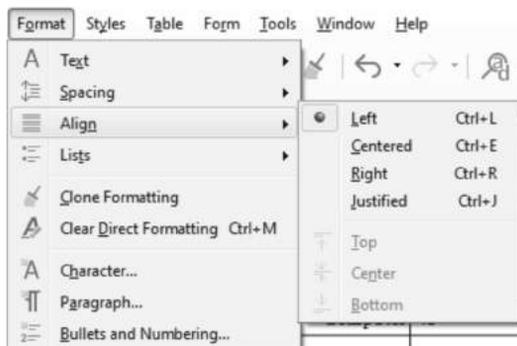 Format Styles Table Form Tools Window Help
Text
Spacing
Align
Lists
Clone Formatting
Clear Direct Formatting Ctrl+M
Character...
Paragraph...
Bullets and Numbering...
Left Ctrl+L
Centered Ctrl+E
Right Ctrl+R
Justified Ctrl+J
Top
Center
Bottom